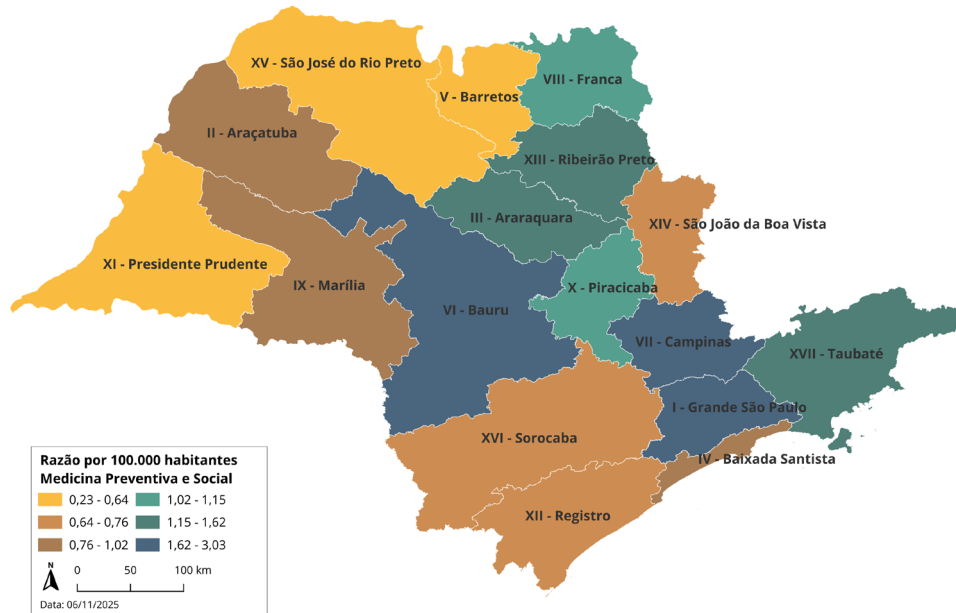 XV - São José do Rio Preto
VIII - Franca
V - Barretos
II - Araçatuba
XIII - Ribeirão Preto
III - Araraquara
XIV - São João da Boa Vista
XI - Presidente Prudente
IX - Marília
X - Piracicaba
VI - Bauru
VII - Campinas
XVII - Taubaté
I - Grande São Paulo
XVI - Sorocaba
IV - Baixada Santista
XII - Registro
Razão por 100.000 habitantes
Medicina Preventiva e Social
0,23 - 0,64
1,02 - 1,15
0,64 - 0,76
1,15 - 1,62
0,76 - 1,02
1,62 - 3,03
N
0 50 100 km
Data: 06/11/2025